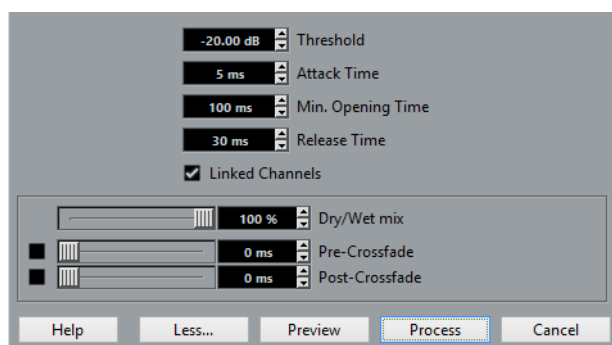 -20.00 dB Threshold
5 ms Attack Time
100 ms Min. Opening Time
30 ms Release Time
Linked Channels
100 % Dry/Wet mix
0 ms Pre-Crossfade
0 ms Post-Crossfade
Help Less... Preview Process Cancel